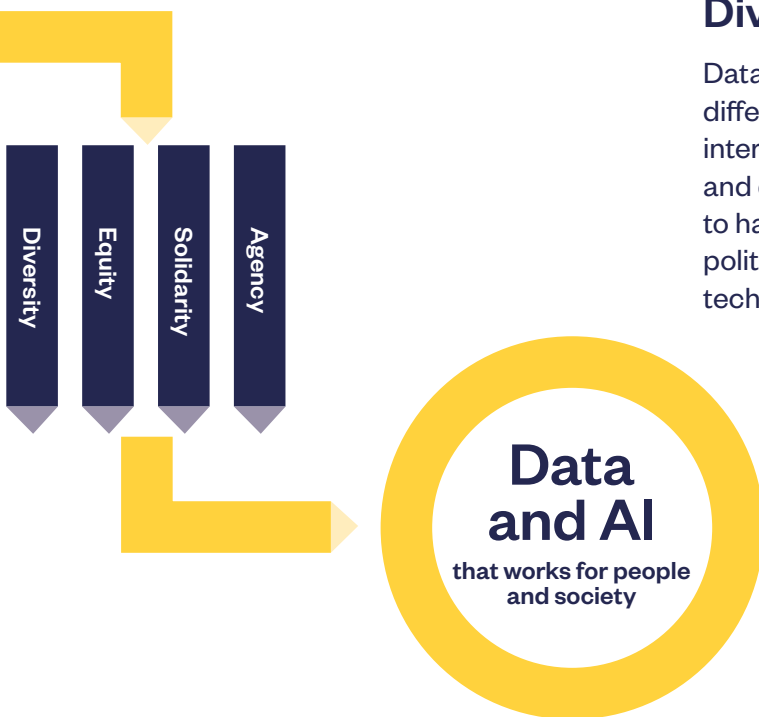 Diversity
Equity
Solidarity
Agency
Data
and AI
that works for people
and society
Div
Data
diffe
inter
and
to ha
polit
tech